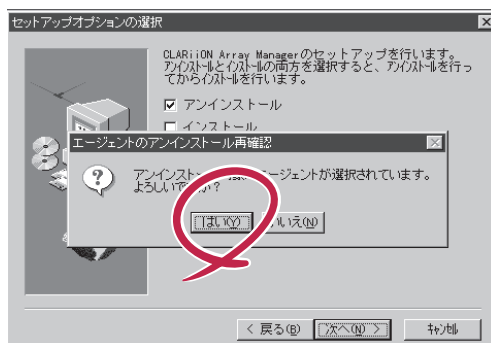 セットアップオプションの選択
CLARiiON Array Managerのセットアップを行います。
アンインストールとインストールの両方を選択すると、アンインストールを行っ
てからインストールを行います。
アンインストール
インストール
エージェントのアンインストール再確認
アンインスト エージェントが選択されています。
よろしいですか?
はい(Y)
いいえ(N)
< 戻る(B)
次へ(N) >
キャンセル